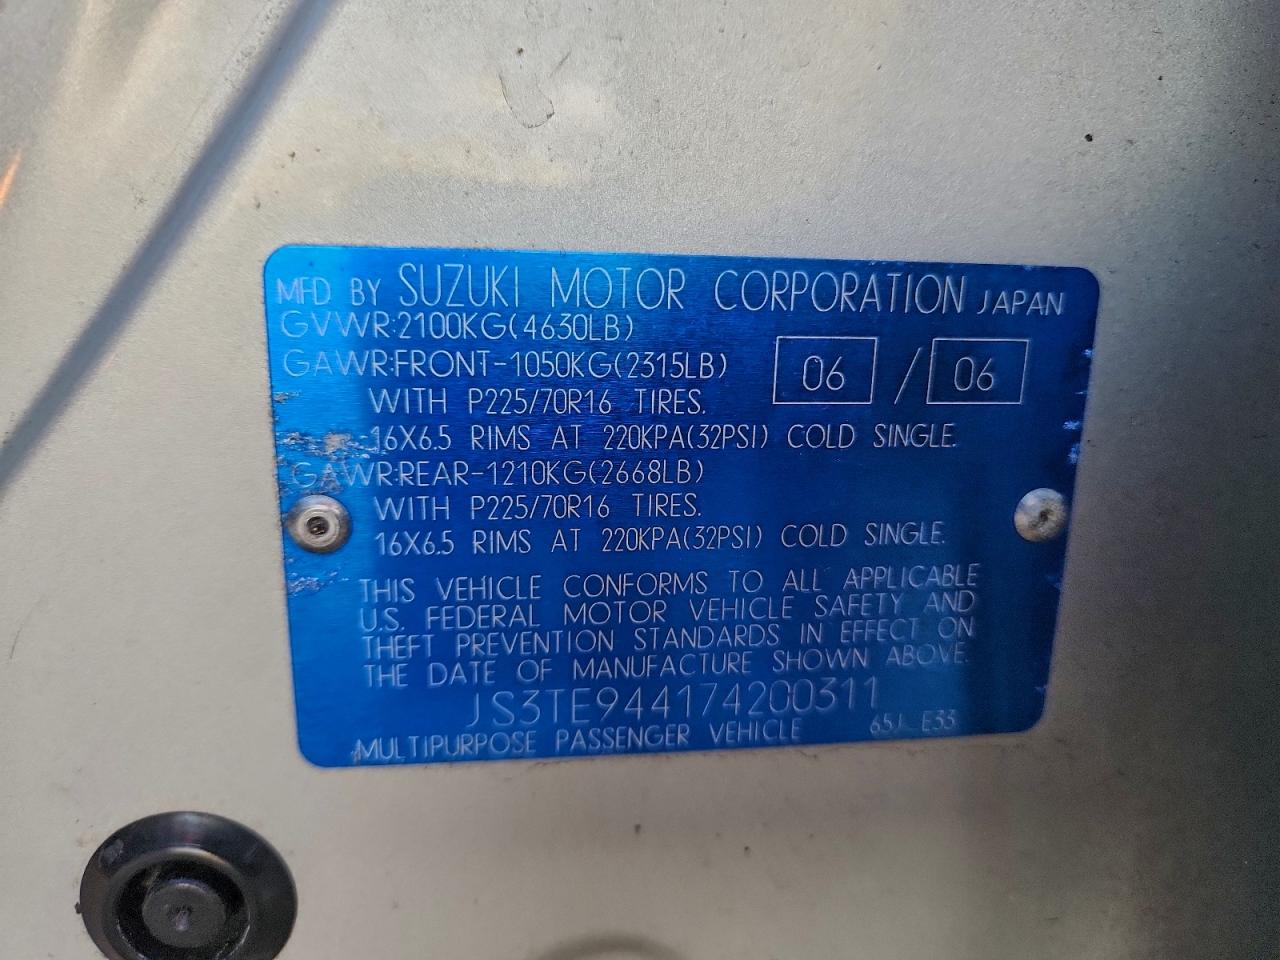 MFD BY SUZUKI MOTOR CORPORATION JAPAN
GVWR:2100KG(4630LB)
GAWR:FRONT-1050KG(2315LB) 06 / 06
WITH P225/70R16 TIRES.
16X6.5 RIMS AT 220KPA(32PSI) COLD SINGLE.
GAWR:REAR-1210KG(2668LB)
WITH P225/70R16 TIRES.
16X6.5 RIMS AT 220KPA(32PSI) COLD SINGLE.
THIS VEHICLE CONFORMS TO ALL APPLICABLE
U.S. FEDERAL MOTOR VEHICLE SAFETY AND
THEFT PREVENTION STANDARDS IN EFFECT ON
THE DATE OF MANUFACTURE SHOWN ABOVE.
JS3TE944174200311
MULTIPURPOSE PASSENGER VEHICLE 65J E33